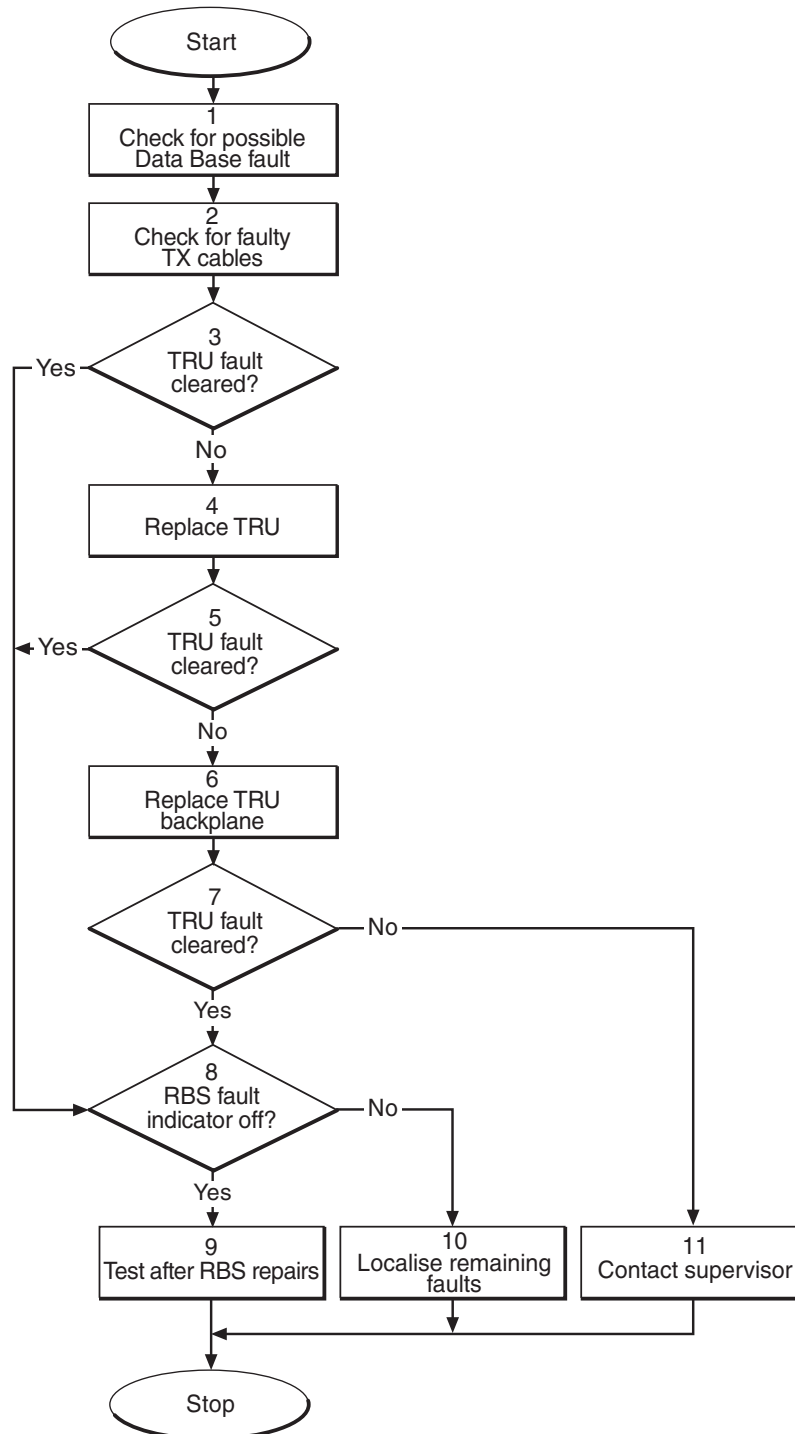 Start
1
Check for possible
Data Base fault
2
Check for faulty
TX cables
3
TRU fault
cleared?
Yes
No
4
Replace TRU
5
TRU fault
cleared?
Yes
No
6
Replace TRU
backplane
7
TRU fault
cleared?
No
Yes
8
RBS fault
indicator off?
No
Yes
9
Test after RBS repairs
10
Localise remaining
faults
11
Contact supervisor
Stop